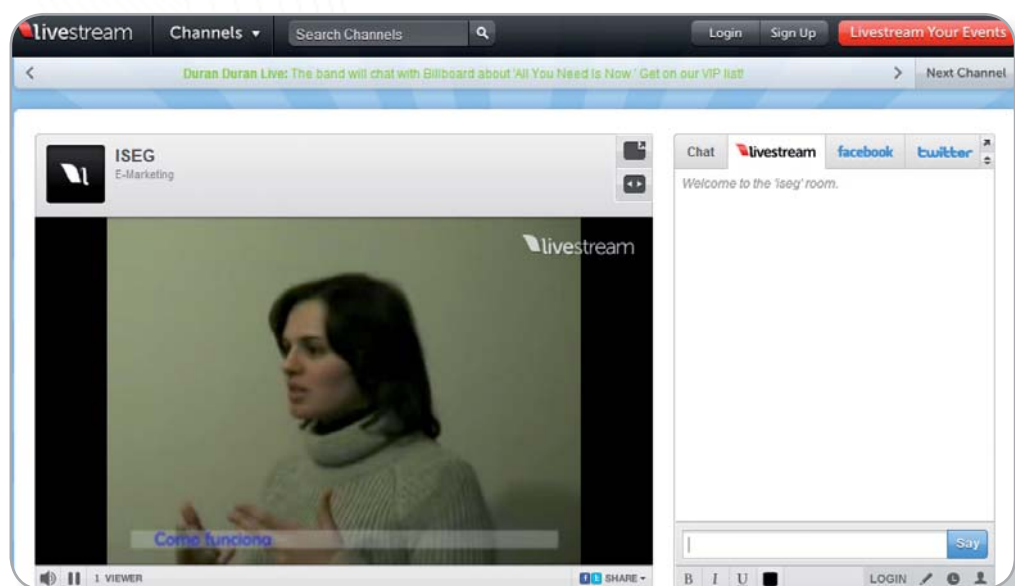 livestream Channels Search Channels Login Sign Up Livestream Your Events
Duran Duran Live: The band will chat with Billboard about 'All You Need Is Now.' Get on our VIP list! Next Channel
ISEG
E-Marketing
livestream
Como funciona
1 VIEWER SHARE
Chat livestream facebook twitter
Welcome to the 'iseg' room.
Say
B I U LOGIN